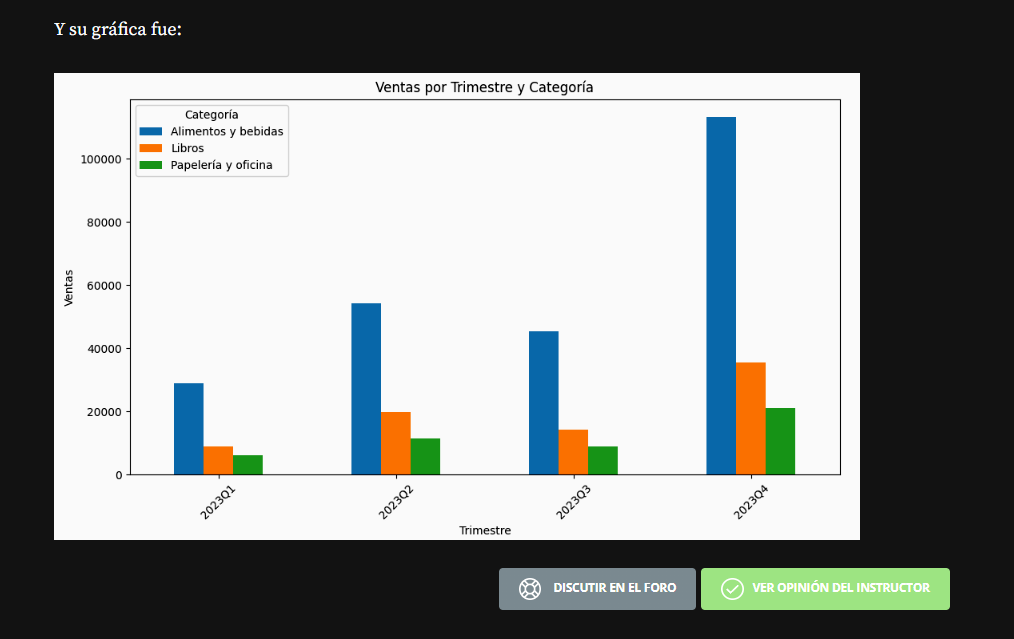 Y su gráfica fue:
Ventas por Trimestre y Categoría
Categoría
Alimentos y bebidas
Libros
Papelería y oficina
100000
80000
60000
40000
20000
0
Ventas
2023Q1
2023Q2
2023Q3
2023Q4
Trimestre
DISCUTIR EN EL FORO
VER OPINIÓN DEL INSTRUCTOR